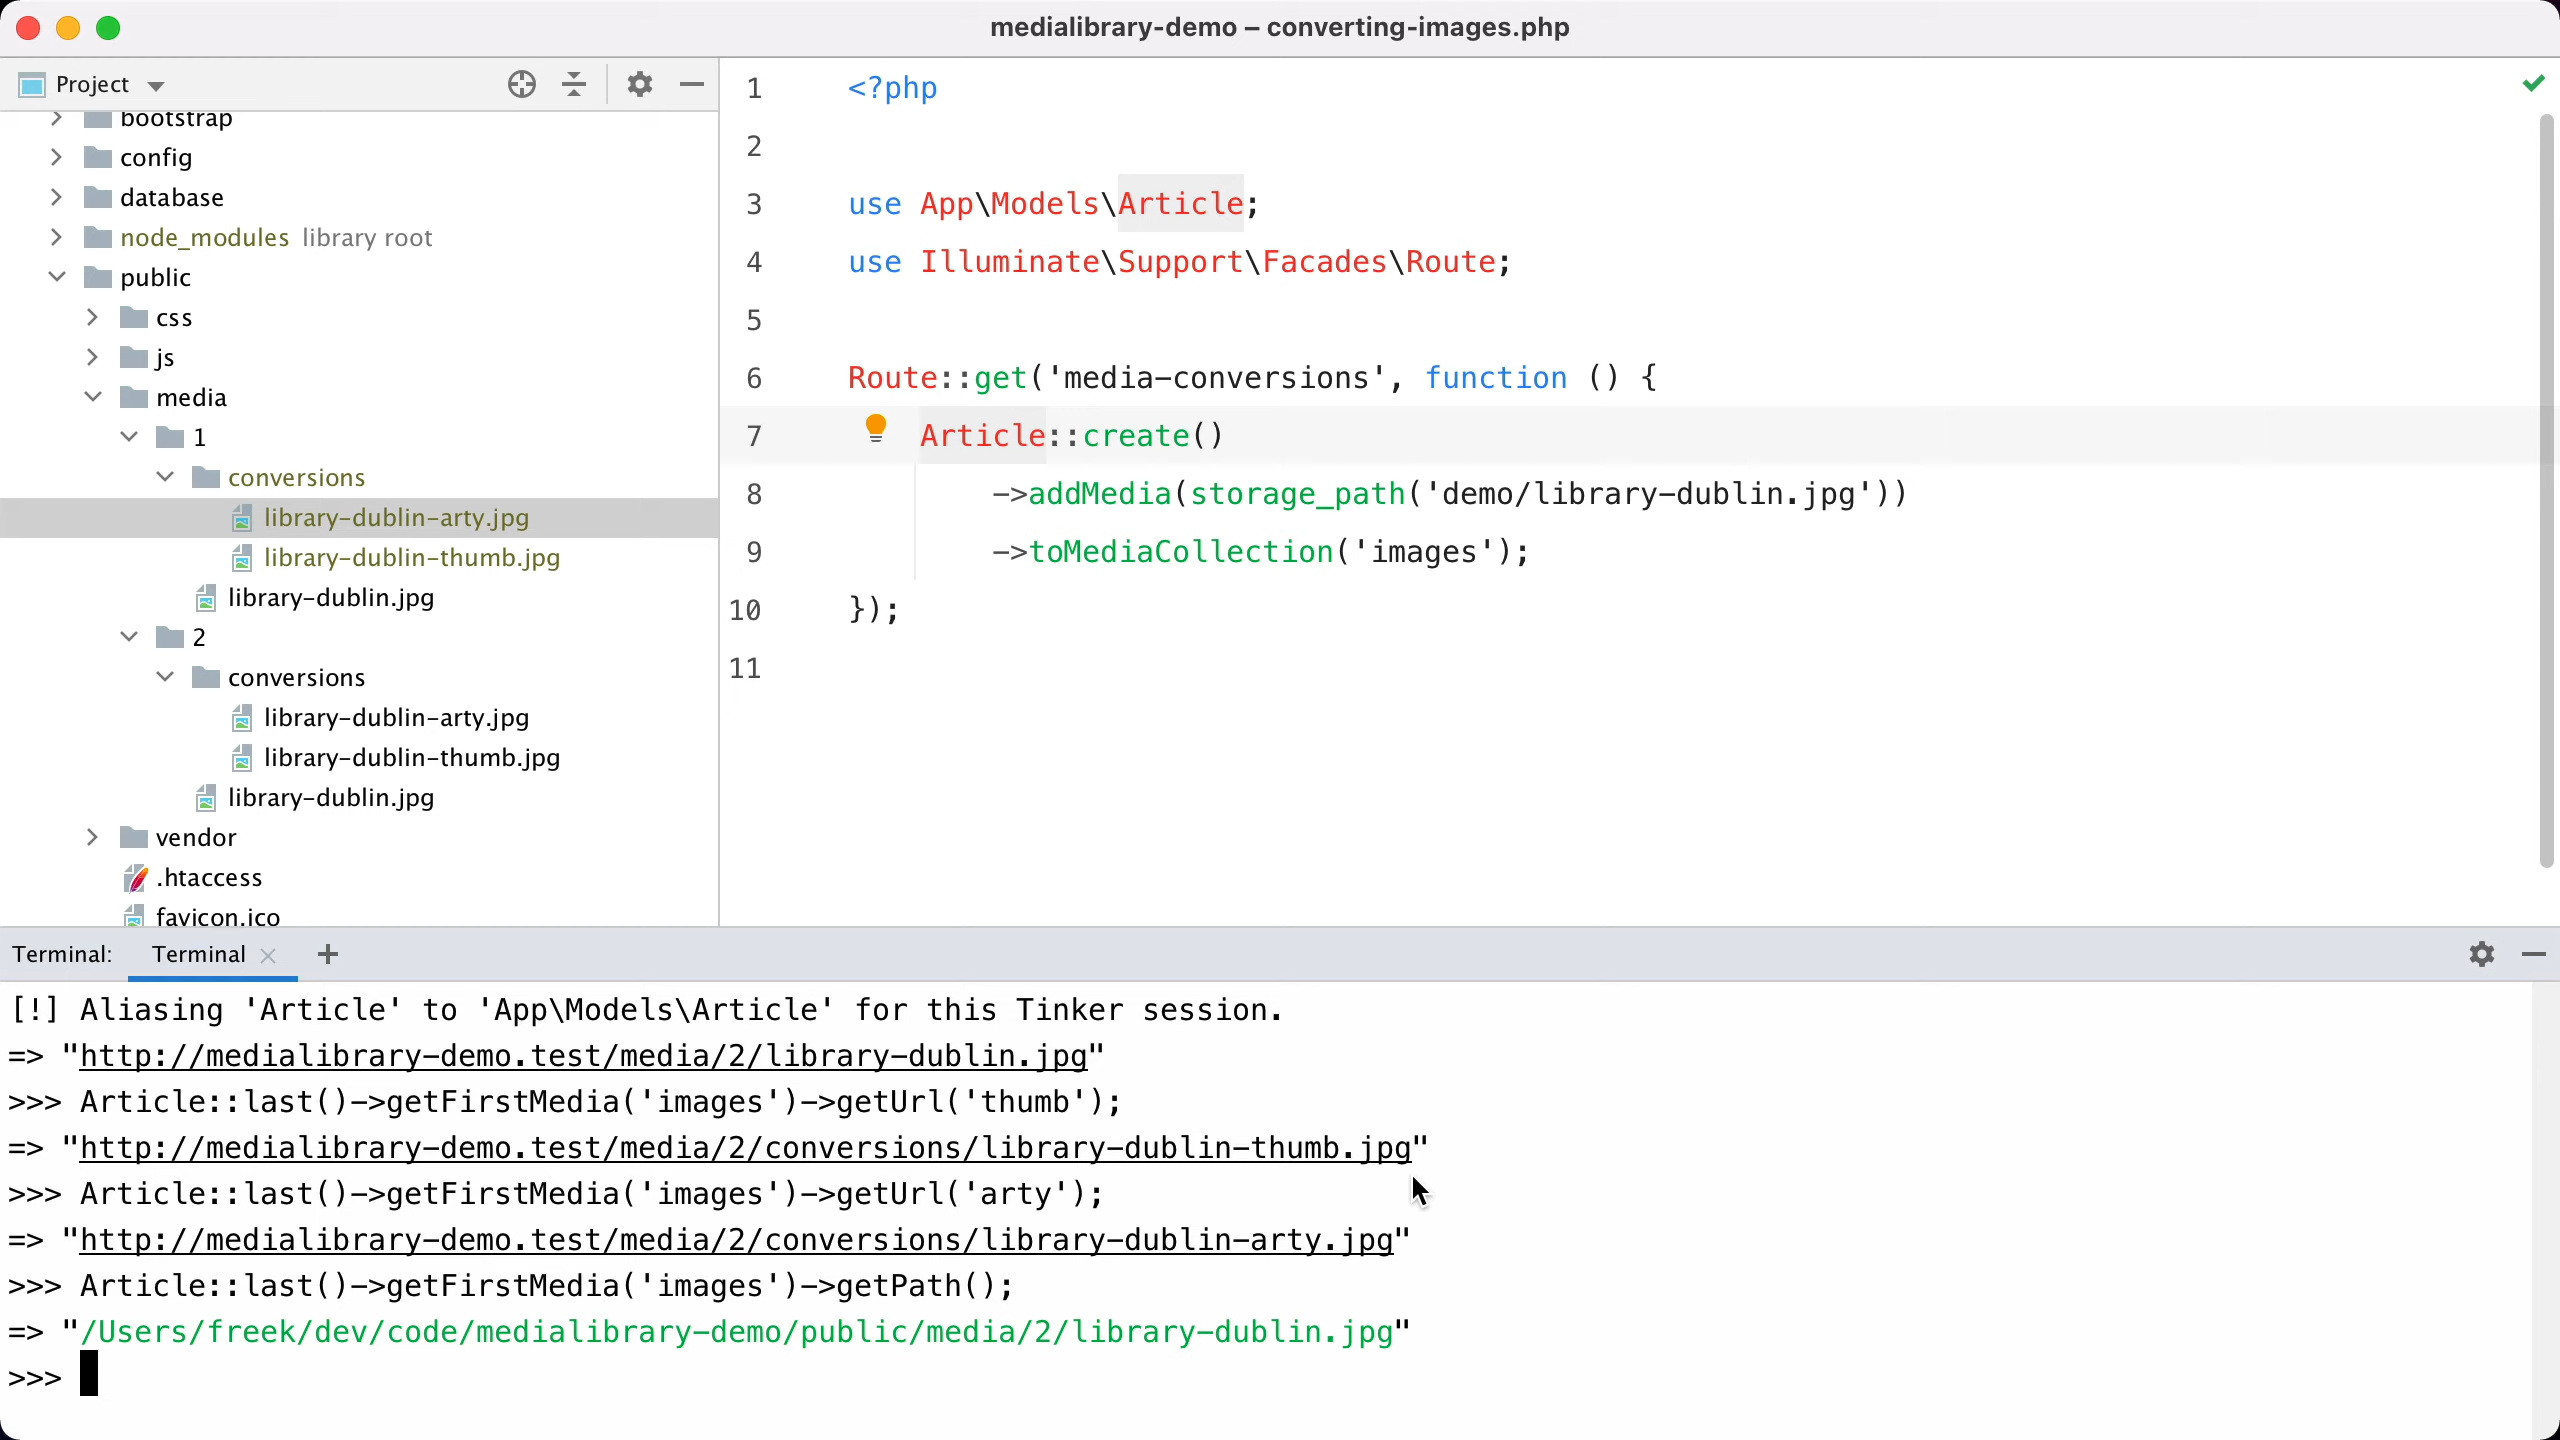 medialibrary-demo – converting-images.php
Project
bootstrap
config
database
node_modules library root
public
css
js
media
1
conversions
library-dublin-arty.jpg
library-dublin-thumb.jpg
library-dublin.jpg
2
conversions
library-dublin-arty.jpg
library-dublin-thumb.jpg
library-dublin.jpg
vendor
.htaccess
favicon.ico
1 <?php
2
3 use App\Models\Article;
4 use Illuminate\Support\Facades\Route;
5
6 Route::get('media-conversions', function () {
7 Article::create()
8 ->addMedia(storage_path('demo/library-dublin.jpg'))
9 ->toMediaCollection('images');
10 });
11
Terminal: Terminal
[!] Aliasing 'Article' to 'App\Models\Article' for this Tinker session.
=> "http://medialibrary-demo.test/media/2/library-dublin.jpg"
>>> Article::last()->getFirstMedia('images')->getUrl('thumb');
=> "http://medialibrary-demo.test/media/2/conversions/library-dublin-thumb.jpg"
>>> Article::last()->getFirstMedia('images')->getUrl('arty');
=> "http://medialibrary-demo.test/media/2/conversions/library-dublin-arty.jpg"
>>> Article::last()->getFirstMedia('images')->getPath();
=> "/Users/freek/dev/code/medialibrary-demo/public/media/2/library-dublin.jpg"
>>>